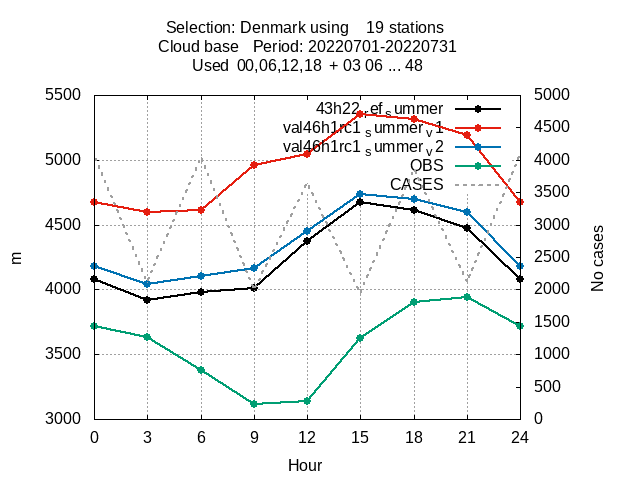 Selection: Denmark using 19 stations
Cloud base Period: 20220701-20220731
Used 00,06,12,18 + 03 06 ... 48
5500
5000
4500
4000
3500
3000
5000
4500
4000
3500
3000
2500
2000
1500
1000
500
0
43h22ref_summer
val46h1rc1_summer_v1
val46h1rc1_summer_v2
OBS
CASES
m
No cases
0 3 6 9 12 15 18 21 24
Hour